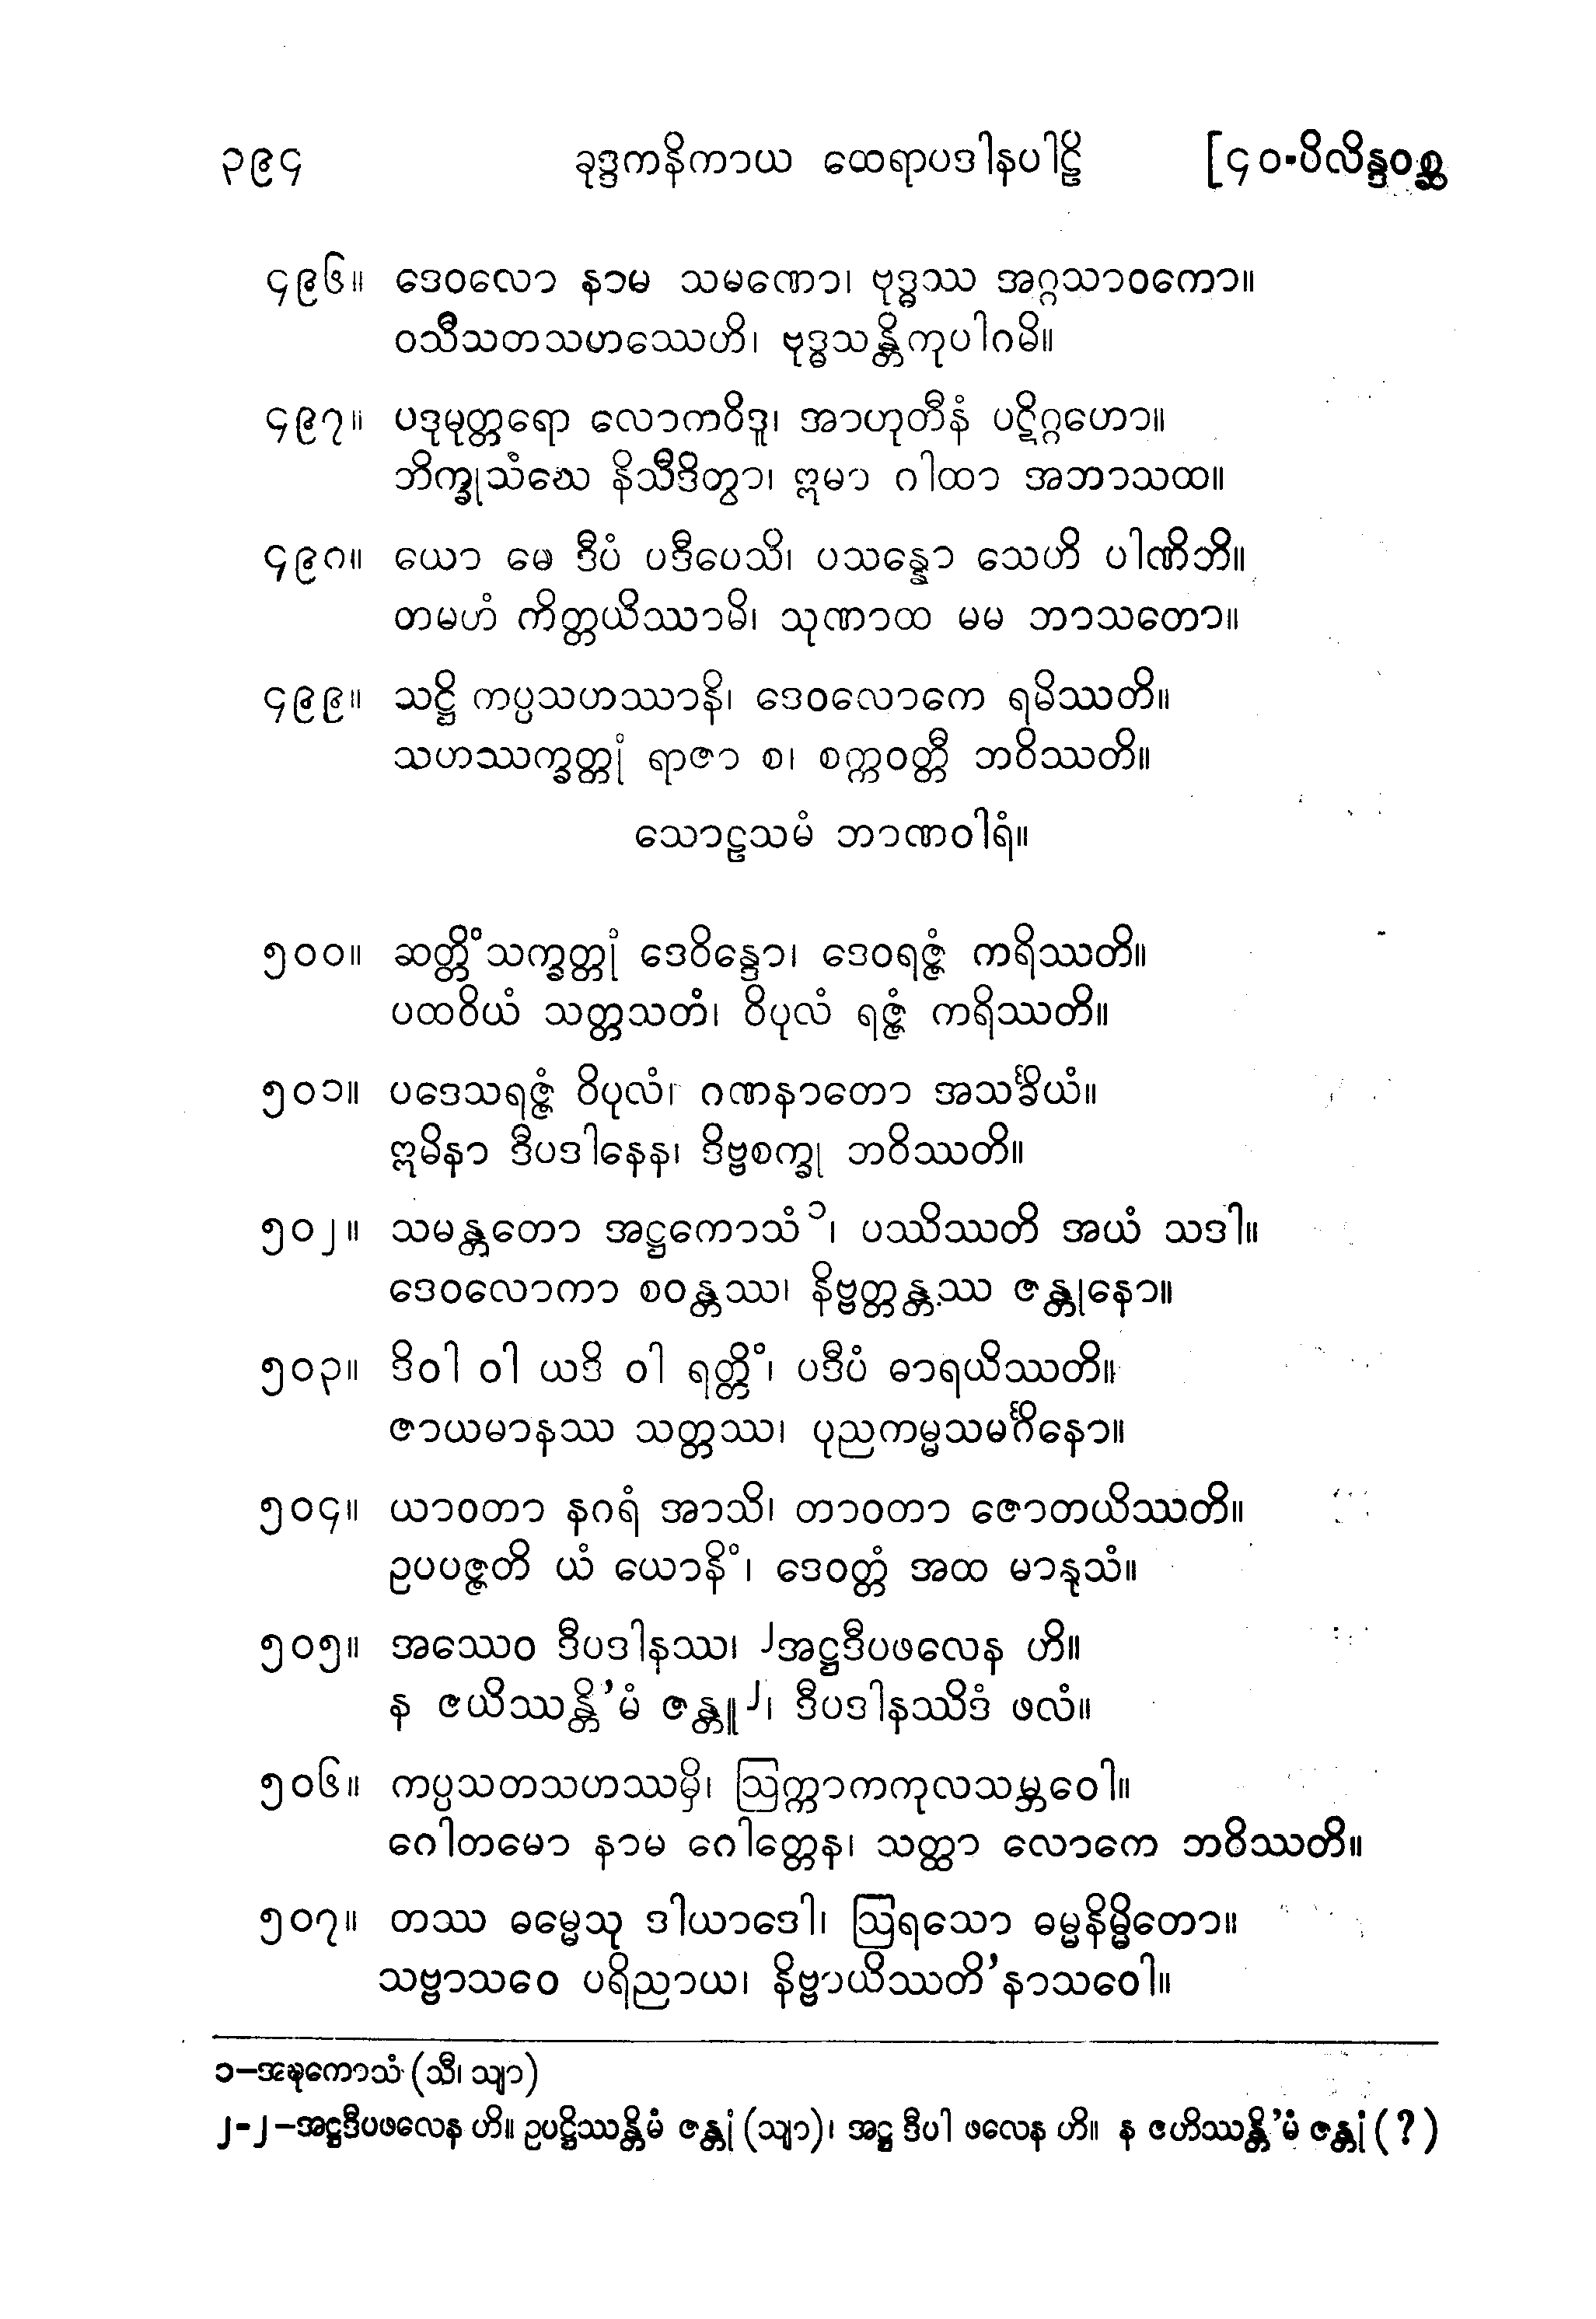 ၃၉၄ ခုဒ္ဒကနိကာယ ထေရာပဒါနပါဠိ [၄၀-ပိလိန္ဒဝစ္ဆ
၄၉၆။ ဒေဝလော နာမ သမဏော၊ ဗုဒ္ဓဿ အဂ္ဂသာဝကော။
ဝသီသတသဟဿေဟိ၊ ဗုဒ္ဓသန္တိကုပါဂမိ။
၄၉၇။ ပဒုမုတ္တရော လောကဝိဒူ၊ အာဟုတီနံ ပဋိဂ္ဂဟော။
ဘိက္ခုသံဃေ နိသီဒိတွာ၊ ဣမာ ဂါထာ အဘာသထ။
၄၉၈။ ယော မေ ဒီပံ ပဒီပေသိ၊ ပသန္နော သေဟိ ပါဏိဘိ။
တမဟံ ကိတ္တယိဿာမိ၊ သုဏာထ မမ ဘာသတော။
၄၉၉။ သဋ္ဌိ ကပ္ပသဟဿာနိ၊ ဒေဝလောကေ ရမိဿတိ။
သဟဿက္ခတ္တုံ ရာဇာ စ၊ စက္ကဝတ္တီ ဘဝိဿတိ။
သောဠသမံ ဘာဏဝါရံ။
၅၀၀။ ဆတ္တိံသက္ခတ္တုံ ဒေဝိန္ဒော၊ ဒေဝရဇ္ဇံ ကရိဿတိ။
ပထဝိယံ သတ္တသတံ၊ ဝိပုလံ ရဇ္ဇံ ကရိဿတိ။
၅၀၁။ ပဒေသရဇ္ဇံ ဝိပုလံ၊ ဂဏနာတော အသင်္ခိယံ။
ဣမိနာ ဒီပဒါနေန၊ ဒိဗ္ဗစက္ခု ဘဝိဿတိ။
၅၀၂။ သမန္တတော အဋ္ဌကောသံ ၁၊ ပဿိဿတိ အယံ သဒါ။
ဒေဝလောကာ စဝန္တဿ၊ နိဗ္ဗတ္တန္တဿ ဇန္တုနော။
၅၀၃။ ဒိဝါ ဝါ ယဒိ ဝါ ရတ္တိံ၊ ပဒီပံ ဓာရယိဿတိ။
ဇာယမာနဿ သတ္တဿ၊ ပုညကမ္မသမင်္ဂိနော။
၅၀၄။ ယာဝတာ နဂရံ အာသိ၊ တာဝတာ ဇောတယိဿတိ။
ဥပပဇ္ဇတိ ယံ ယောနိံ၊ ဒေဝတ္တံ အထ မာနုသံ။
၅၀၅။ အဿေဝ ဒီပဒါနဿ၊ ၂အဋ္ဌဒီပဖလေန ဟိ။
န ဇယိဿန္တိ’မံ ဇန္တူ ၂၊ ဒီပဒါနဿိဒံ ဖလံ။
၅၀၆။ ကပ္ပသတသဟဿမှိ၊ ဩက္ကာကကုလသမ္ဘဝေါ။
ဂေါတမော နာမ ဂေါတ္တေန၊ သတ္ထာ လောကေ ဘဝိဿတိ။
၅၀၇။ တဿ ဓမ္မေသု ဒါယာဒေါ၊ ဩရသော ဓမ္မနိမ္မိတော။
သဗ္ဗာသဝေ ပရိညာယ၊ နိဗ္ဗာယိဿတိ’နာသဝေါ။
၁–အဍ္ဎကောသံ (သီ၊ သျာ)
၂-၂–အဋ္ဌဒီပဖလေန ဟိ။ ဥပဋ္ဌိဿန္တိမံ ဇန္တုံ (သျာ)၊ အဋ္ဌ ဒီပါ ဖလေန ဟိ။ န ဇဟိဿန္တိ’မံ ဇန္တုံ (?)